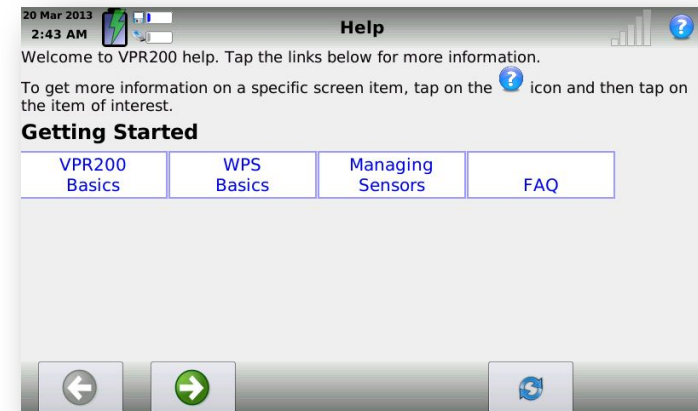 20 Mar 2013
2:43 AM
Help
Welcome to VPR200 help. Tap the links below for more information.
To get more information on a specific screen item, tap on the ? icon and then tap on
the item of interest.
Getting Started
VPR200
Basics
WPS
Basics
Managing
Sensors
FAQ